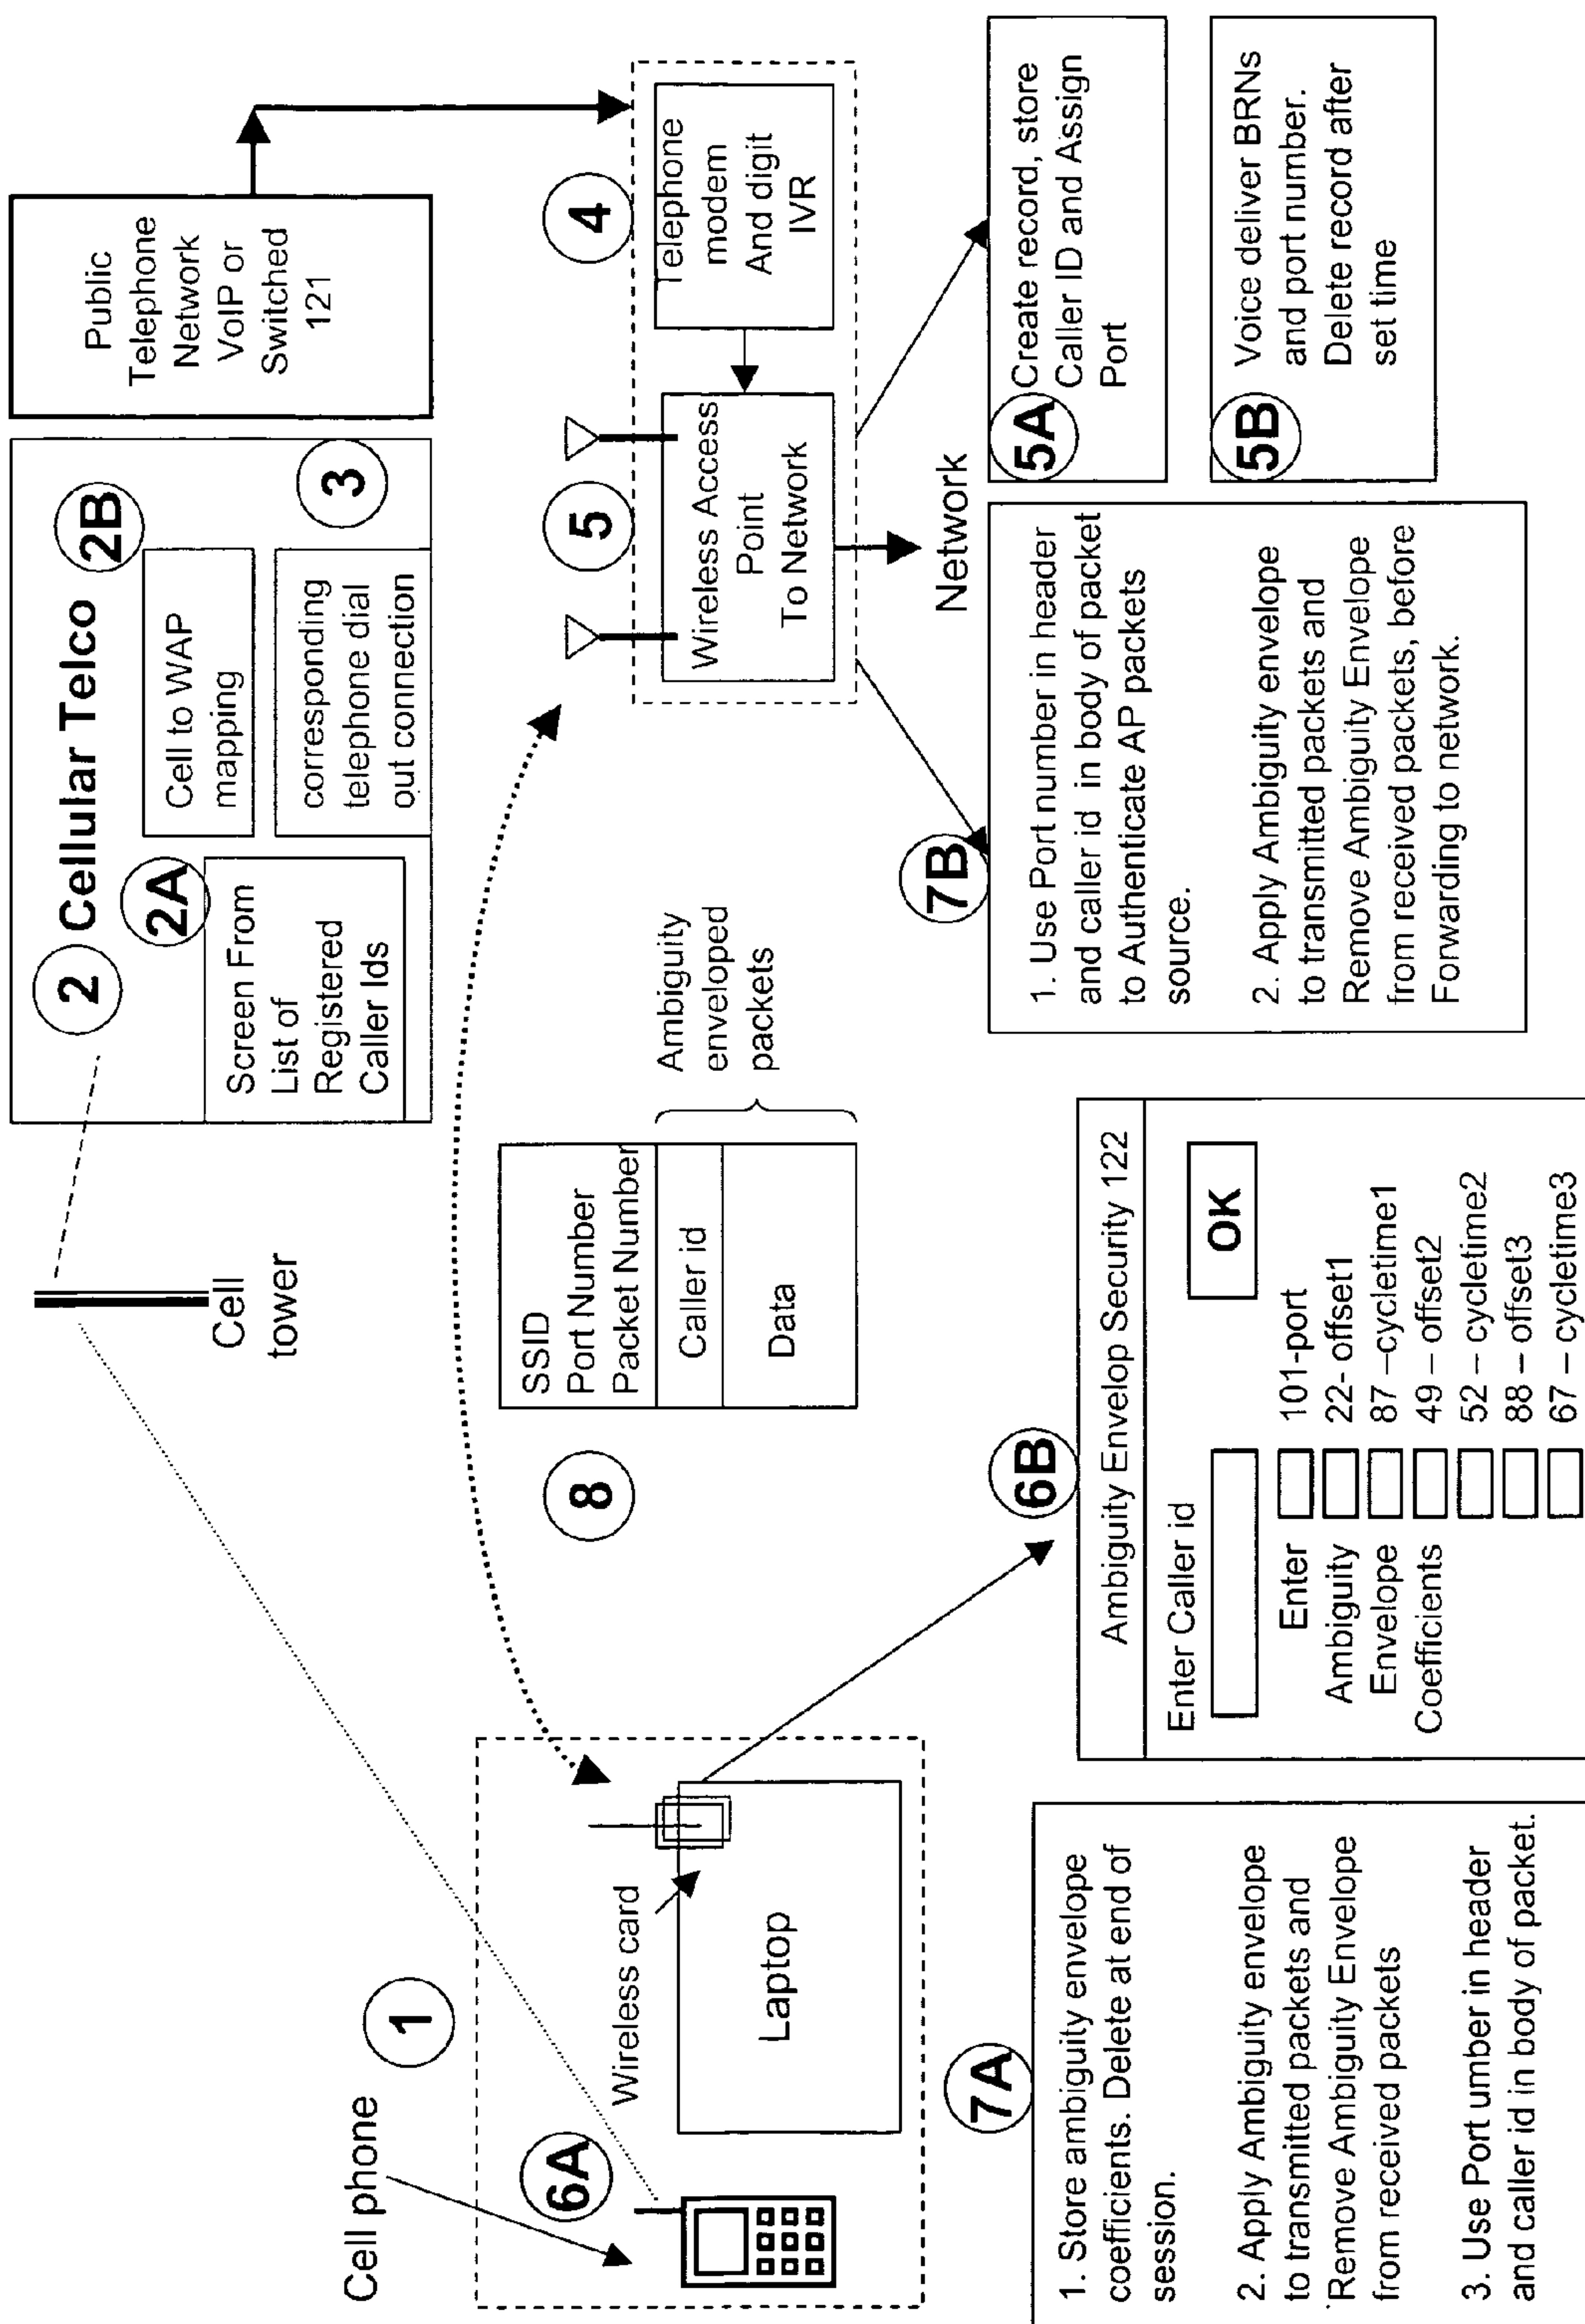 Cell phone
1
6A
Wireless card
Laptop
7A
1. Store ambiguity envelope
coefficients. Delete at end of
session.
2. Apply Ambiguity envelope
to transmitted packets and
Remove Ambiguity Envelope
from received packets
3. Use Port umber in header
and caller id in body of packet.
Cell
tower
2 Cellular Telco
2A
Screen From
List of
Registered
Caller Ids
2B
Cell to WAP
mapping
3
corresponding
telephone dial
out connection
Public
Telephone
Network
VoIP or
Switched
121
8
SSID
Port Number
Packet Number
Caller id
Data
Ambiguity
enveloped
packets
5
Wireless Access
Point
To Network
4
Telephone
modem
And digit
IVR
Network
6B
Ambiguity Envelop Security 122
Enter Caller id
OK
Enter 101-port
Ambiguity 22- offset1
Envelope 87 –cycletime1
Coefficients 49 – offset2
52 – cycletime2
88 – offset3
67 – cycletime3
7B
1. Use Port number in header
and caller id in body of packet
to Authenticate AP packets
source.
2. Apply Ambiguity envelope
to transmitted packets and
Remove Ambiguity Envelope
from received packets, before
Forwarding to network.
5A
Create record, store
Caller ID and Assign
Port
5B
Voice deliver BRNs
and port number.
Delete record after
set time